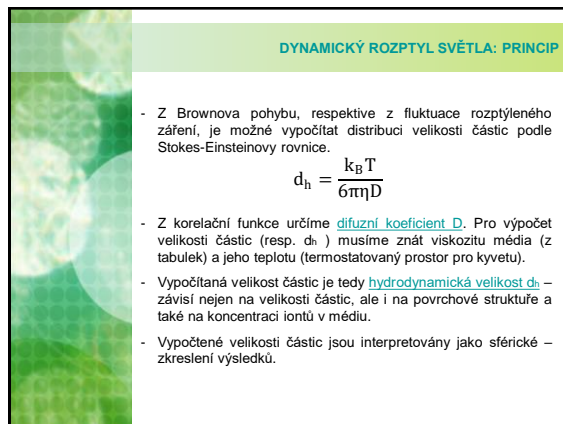 DYNAMICKÝ ROZPTYL SVĚTLA: PRINCIP
- Z Brownova pohybu, respektive z fluktuace rozptýleného
záření, je možné vypočítat distribuci velikosti částic podle
Stokes-Einsteinovy rovnice.
d_h = k_B T / 6πηD
- Z korelační funkce určíme difuzní koeficient D. Pro výpočet
velikosti částic (resp. dh ) musíme znát viskozitu média (z
tabulek) a jeho teplotu (termostatovaný prostor pro kyvetu).
- Vypočítaná velikost částic je tedy hydrodynamická velikost dh –
závisí nejen na velikosti částic, ale i na povrchové struktuře a
také na koncentraci iontů v médiu.
- Vypočtené velikosti částic jsou interpretovány jako sférické –
zkreslení výsledků.